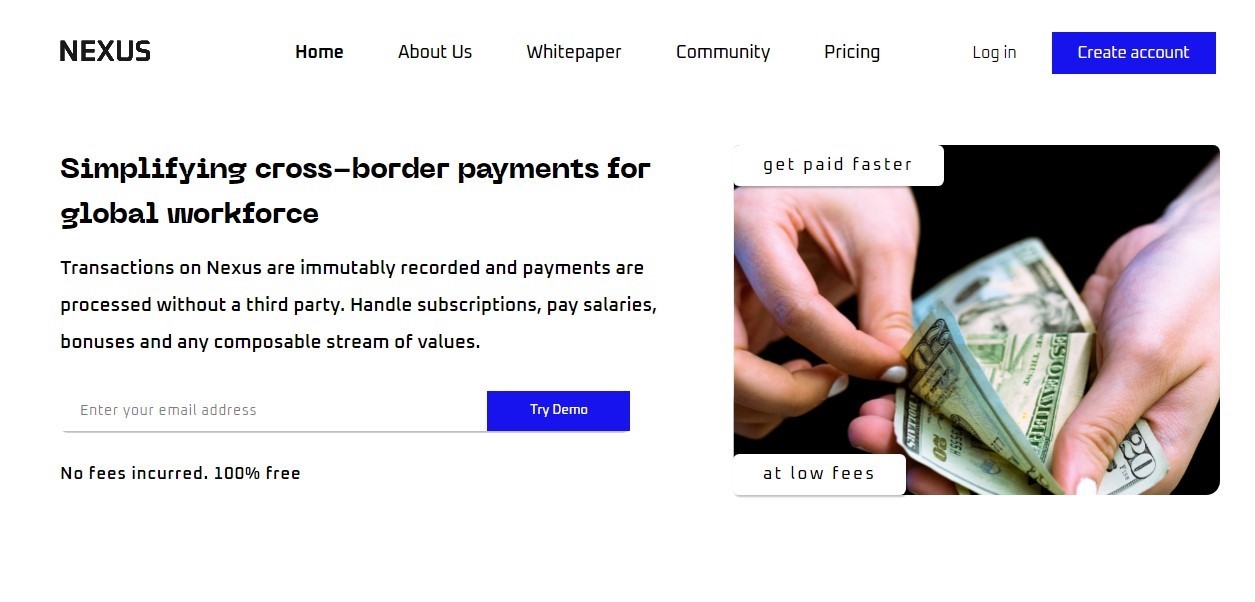 NEXUS
Home
About Us
Whitepaper
Community
Pricing
Log in
Create account
Simplifying cross-border payments for
global workforce
Transactions on Nexus are immutably recorded and payments are
processed without a third party. Handle subscriptions, pay salaries,
bonuses and any composable stream of values.
Enter your email address
Try Demo
No fees incurred. 100% free
get paid faster
at low fees
20
20